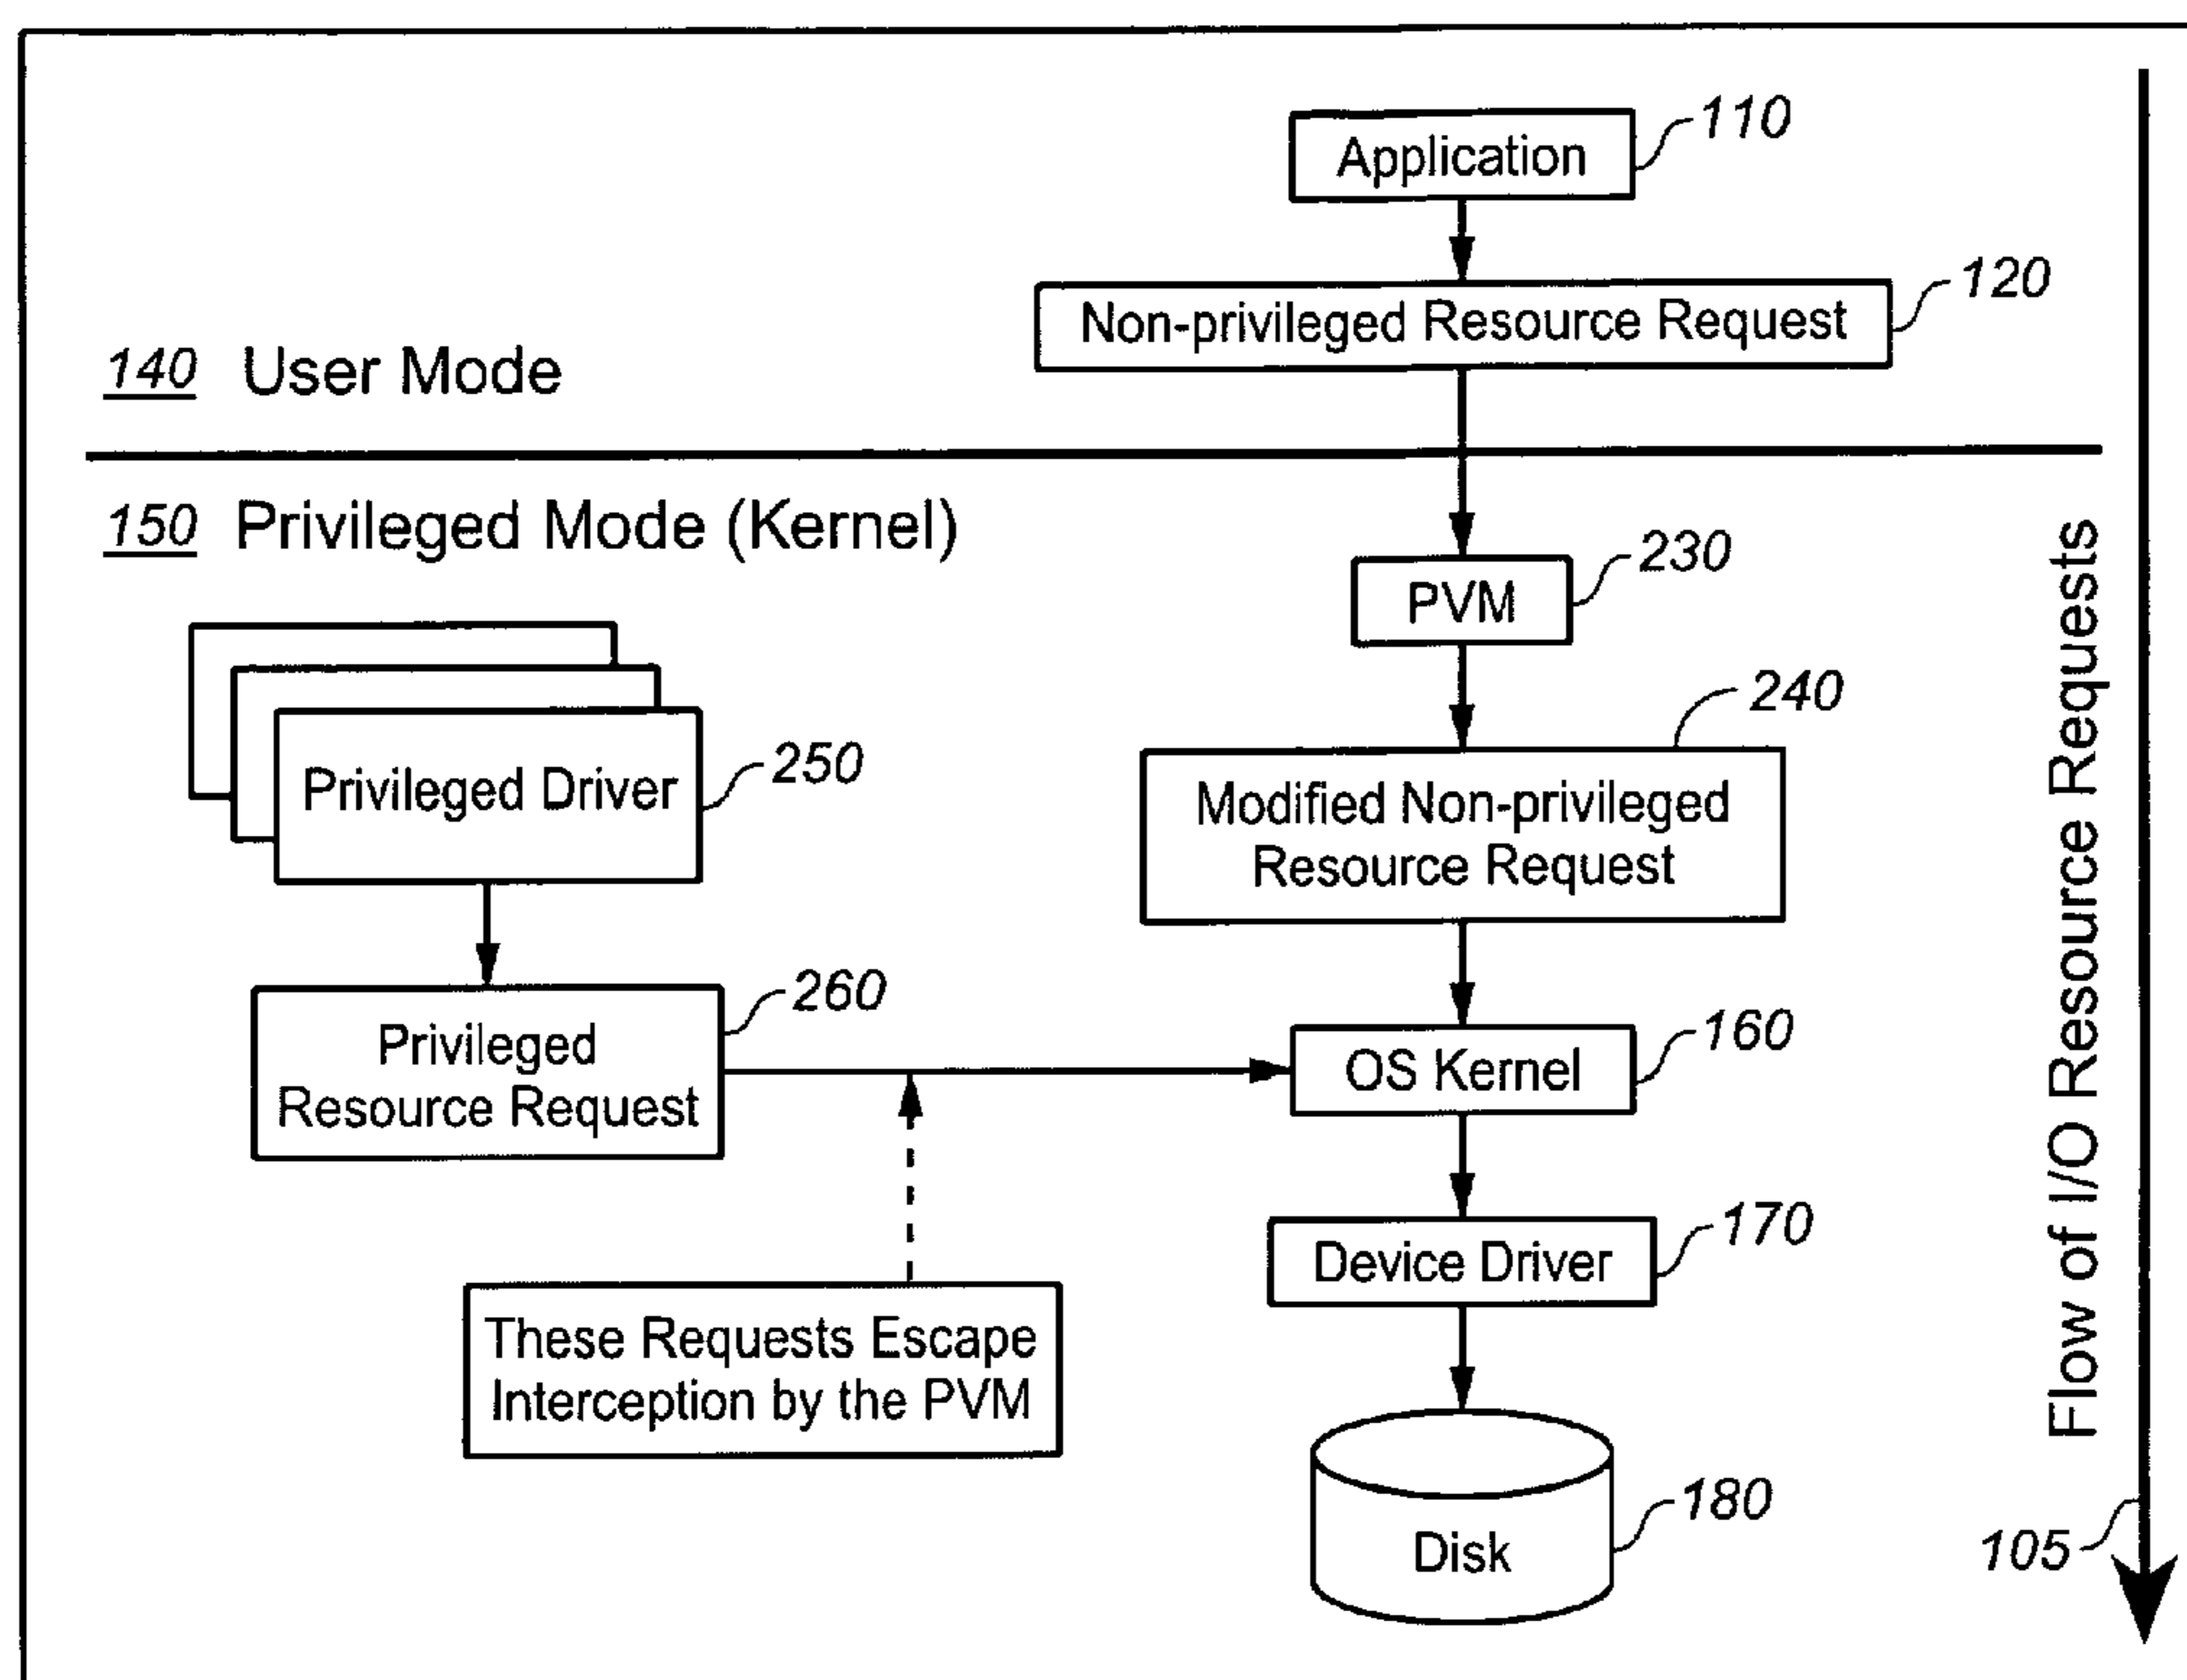 110
Application
120
Non-privileged Resource Request
140 User Mode
150 Privileged Mode (Kernel)
230
PVM
240
Modified Non-privileged
Resource Request
250
Privileged Driver
260
Privileged
Resource Request
160
OS Kernel
170
Device Driver
These Requests Escape
Interception by the PVM
180
Disk
Flow of I/O Resource Requests
105